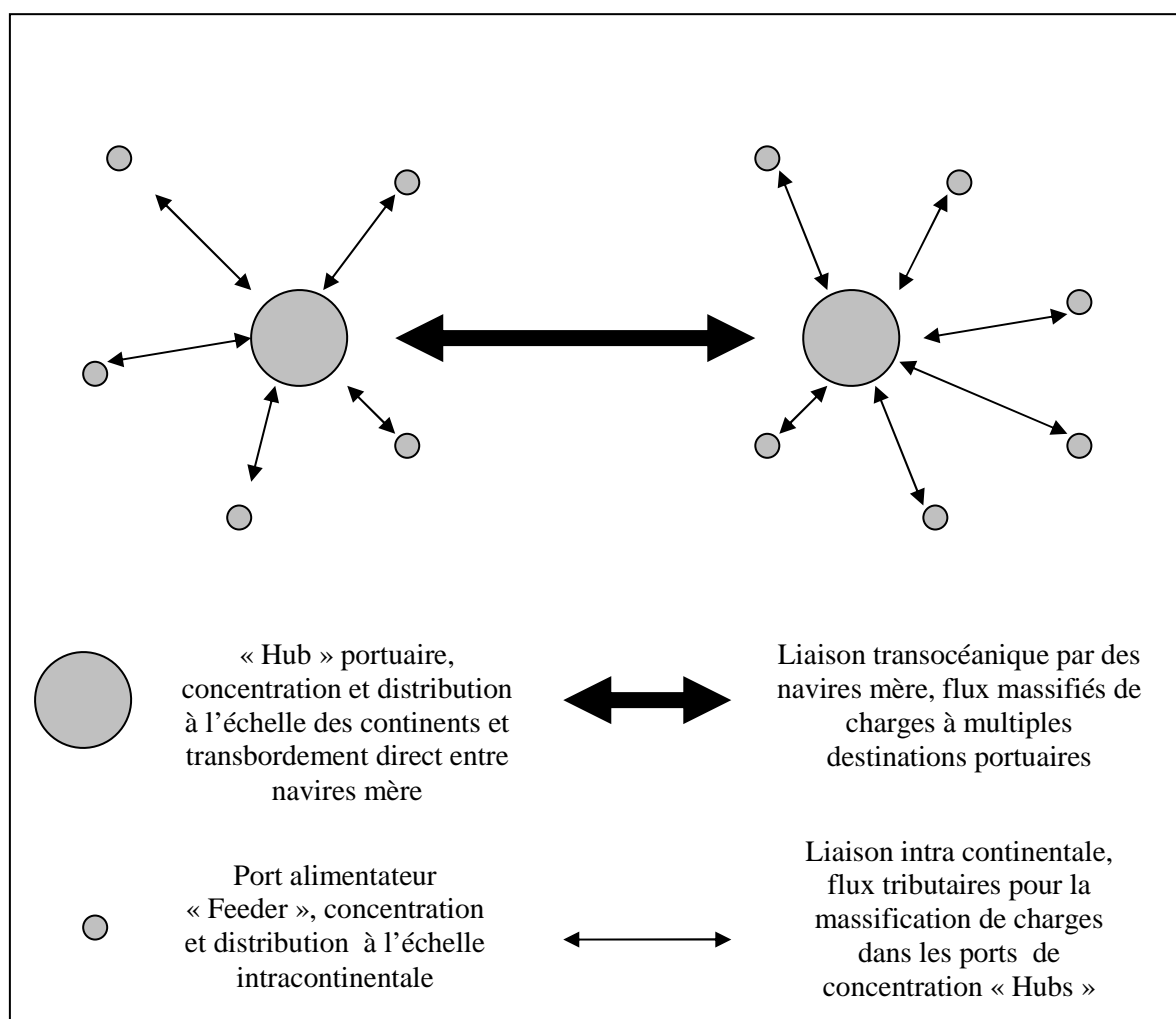 « Hub » portuaire,
concentration et distribution
à l'échelle des continents et
transbordement direct entre
navires mère
Liaison transocéanique par des
navires mère, flux massifiés de
charges à multiples
destinations portuaires
Port alimentateur
« Feeder », concentration
et distribution à l'échelle
intracontinentale
Liaison intra continentale,
flux tributaires pour la
massification de charges
dans les ports de
concentration « Hubs »